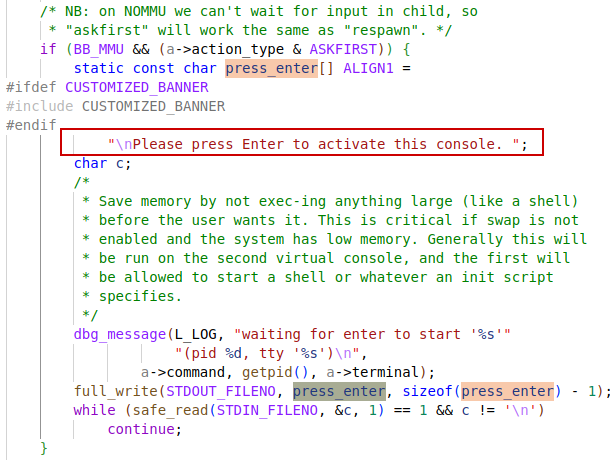 /* NB: on NOMMU we can't wait for input in child, so
 * "askfirst" will work the same as "respawn". */
if (BB_MMU && (a->action_type & ASKFIRST)) {
static const char press_enter[] ALIGN1 =
#ifdef CUSTOMIZED_BANNER
#include CUSTOMIZED_BANNER
#endif
"\nPlease press Enter to activate this console. ";
char c;
/*
 * Save memory by not exec-ing anything large (like a shell)
 * before the user wants it. This is critical if swap is not
 * enabled and the system has low memory. Generally this will
 * be run on the second virtual console, and the first will
 * be allowed to start a shell or whatever an init script
 * specifies.
 */
dbg_message(L_LOG, "waiting for enter to start '%s'"
"(pid %d, tty '%s')\n",
a->command, getpid(), a->terminal);
full_write(STDOUT_FILENO, press_enter, sizeof(press_enter) - 1);
while (safe_read(STDIN_FILENO, &c, 1) == 1 && c != '\n')
continue;
}